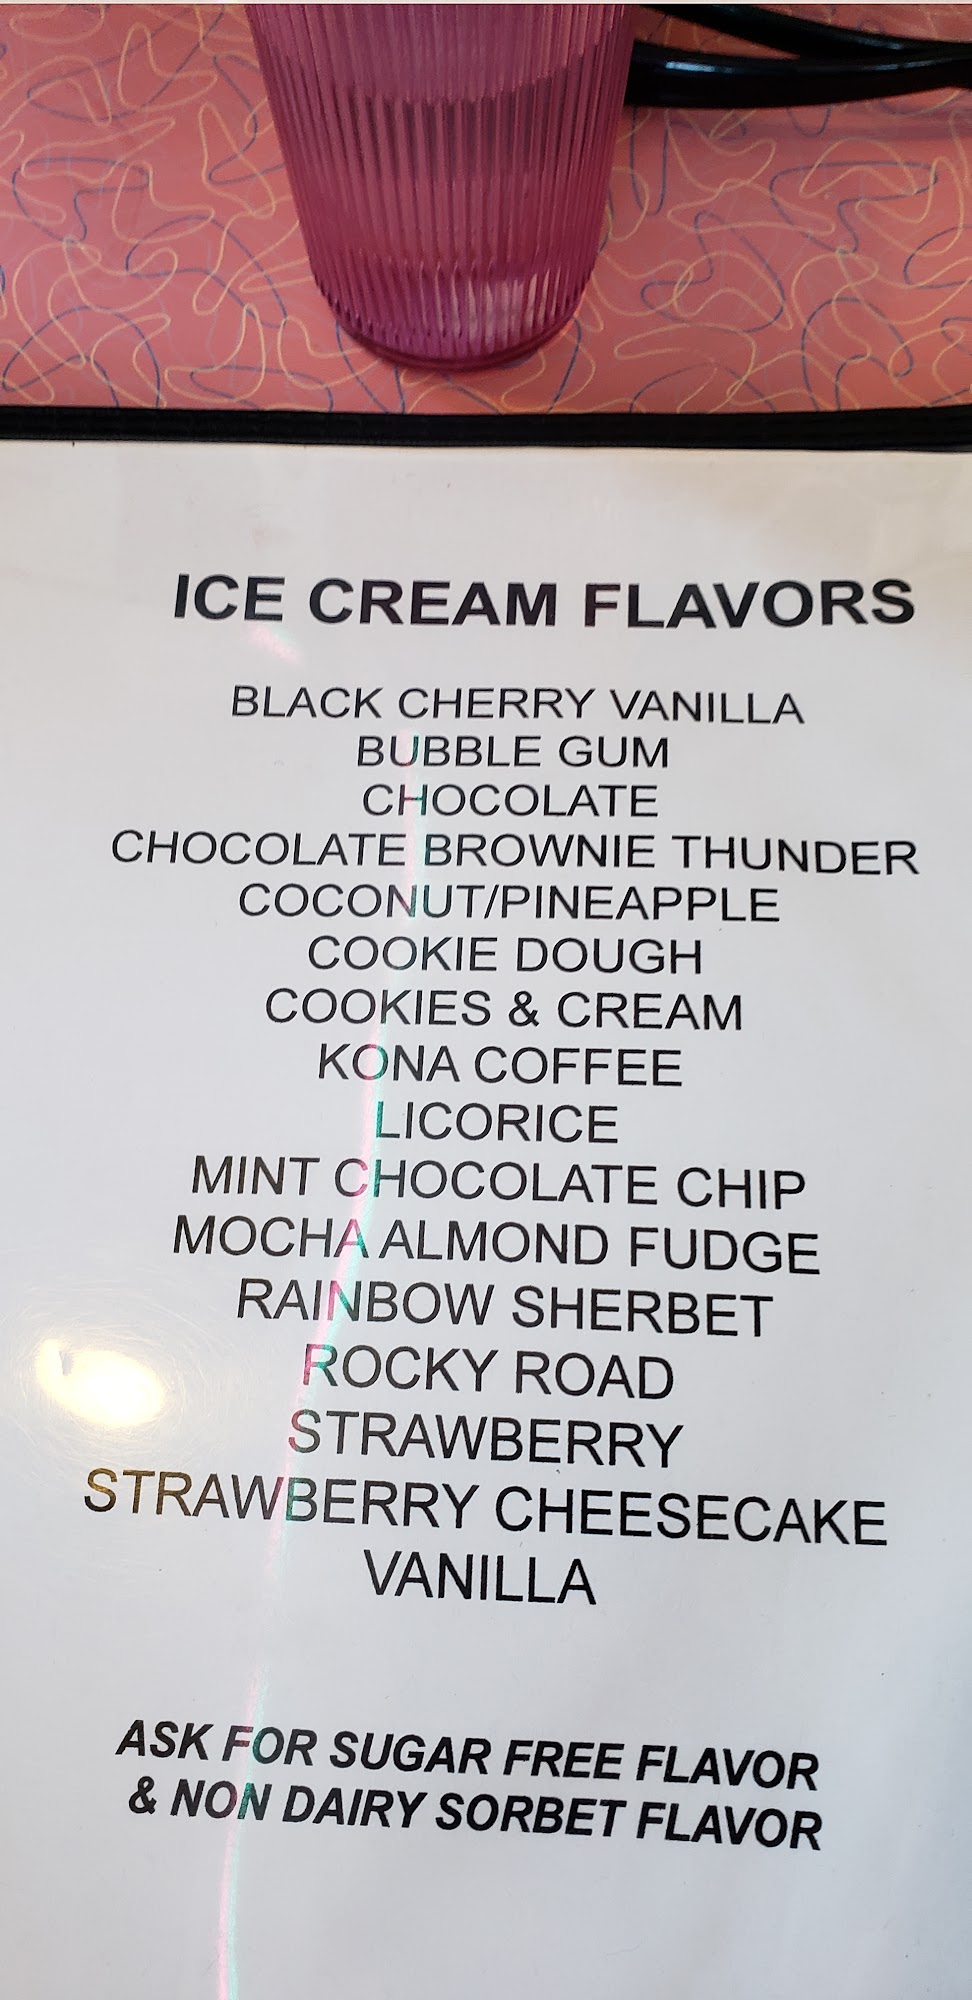 ICE CREAM FLAVORS
BLACK CHERRY VANILLA
BUBBLE GUM
CHOCOLATE
CHOCOLATE BROWNIE THUNDER
COCONUT/PINEAPPLE
COOKIE DOUGH
COOKIES & CREAM
KONA COFFEE
LICORICE
MINT CHOCOLATE CHIP
MOCHA ALMOND FUDGE
RAINBOW SHERBET
ROCKY ROAD
STRAWBERRY
STRAWBERRY CHEESECAKE
VANILLA
ASK FOR SUGAR FREE FLAVOR
& NON DAIRY SORBET FLAVOR